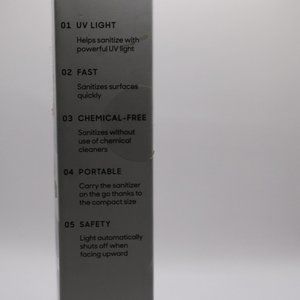 01 UV LIGHT
Helps sanitize with
powerful UV light
02 FAST
Sanitizes surfaces
quickly
03 CHEMICAL-FREE
Sanitizes without
use of chemical
cleaners
04 PORTABLE
Carry the sanitizer
on the go thanks to
the compact size
05 SAFETY
Light automatically
shuts off when
facing upward